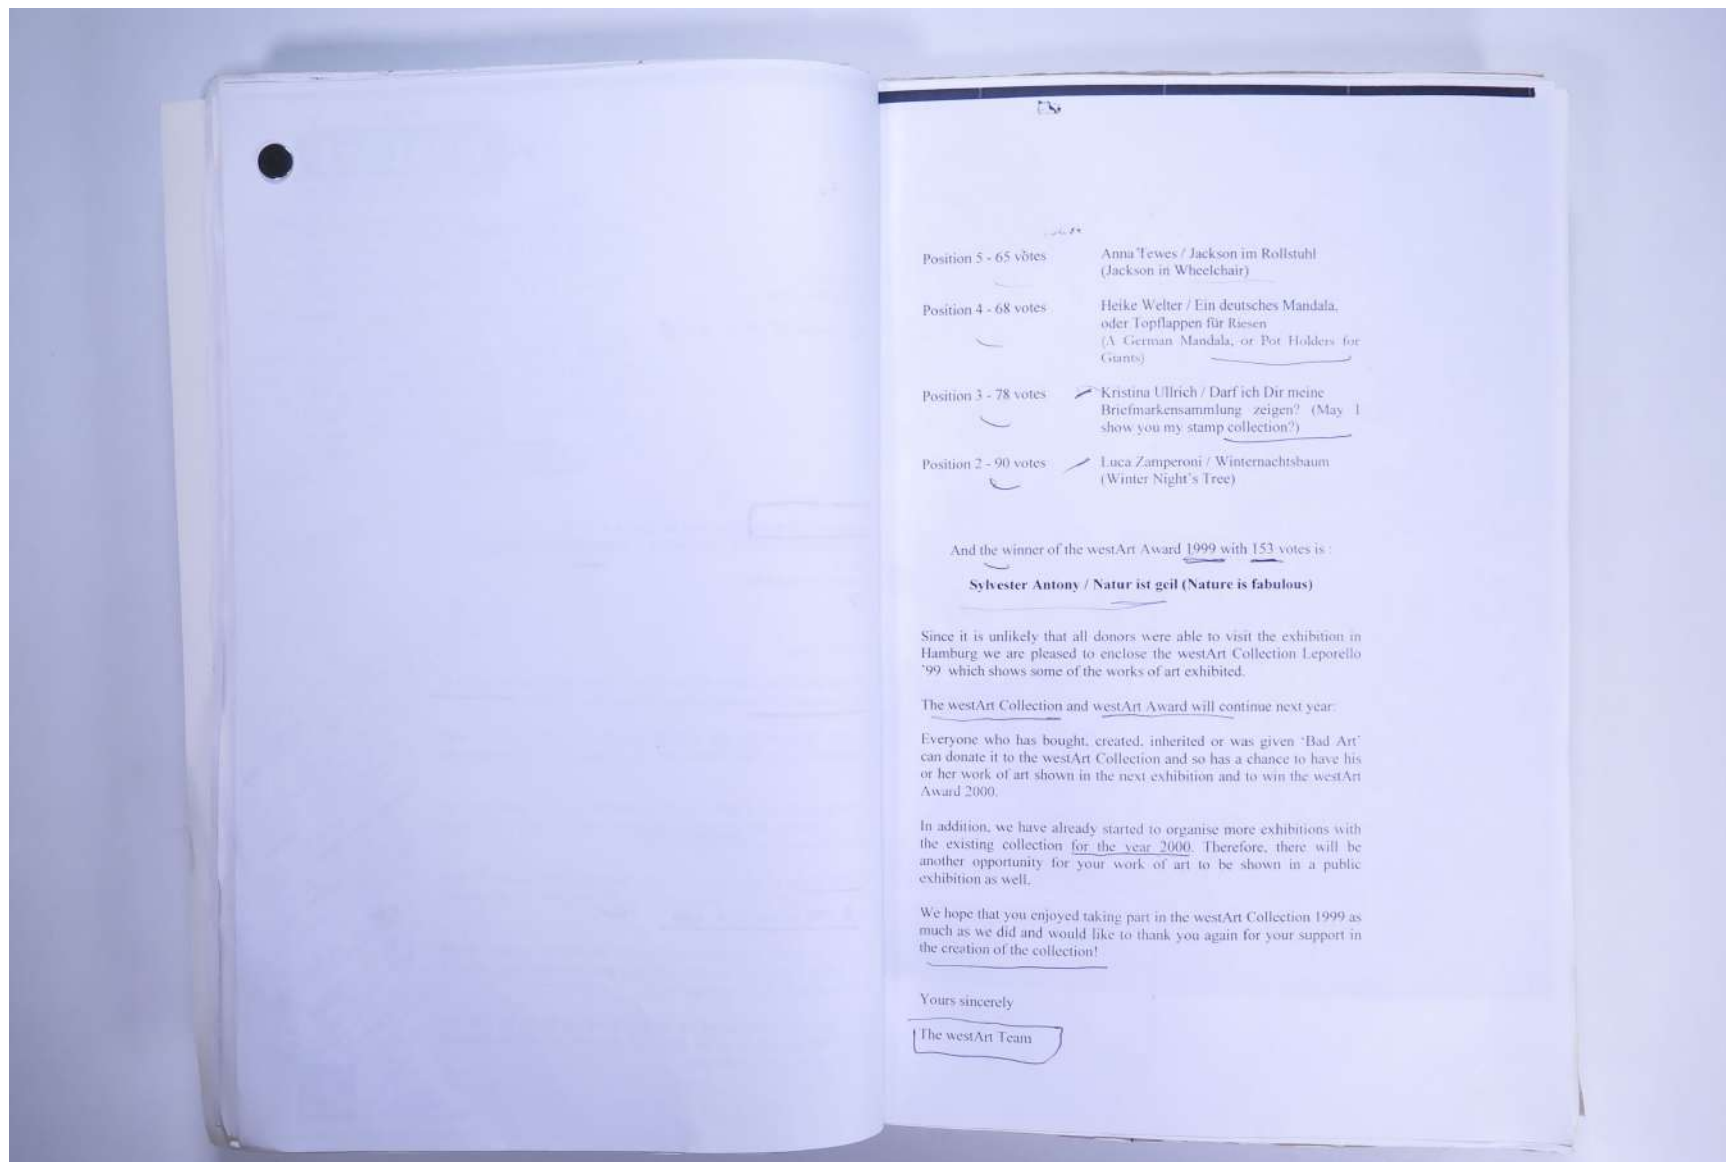 Position 5 - 65 votes Anna Tewes / Jackson im Rollstuhl
(Jackson in Wheelchair)
Position 4 - 68 votes Heike Welter / Ein deutsches Mandala,
oder Topflappen für Riesen
(A German Mandala, or Pot Holders for
Giants)
Position 3 - 78 votes Kristina Ullrich / Darf ich Dir meine
Briefmarkensammlung zeigen? (May I
show you my stamp collection?)
Position 2 - 90 votes Luca Zamperoni / Winternachtsbaum
(Winter Night's Tree)
And the winner of the westArt Award 1999 with 153 votes is :
Sylvester Antony / Natur ist geil (Nature is fabulous)
Since it is unlikely that all donors were able to visit the exhibition in
Hamburg we are pleased to enclose the westArt Collection Leporello
'99 which shows some of the works of art exhibited.
The westArt Collection and westArt Award will continue next year:
Everyone who has bought, created, inherited or was given 'Bad Art'
can donate it to the westArt Collection and so has a chance to have his
or her work of art shown in the next exhibition and to win the westArt
Award 2000.
In addition, we have already started to organise more exhibitions with
the existing collection for the year 2000. Therefore, there will be
another opportunity for your work of art to be shown in a public
exhibition as well.
We hope that you enjoyed taking part in the westArt Collection 1999 as
much as we did and would like to thank you again for your support in
the creation of the collection!
Yours sincerely
The westArt Team